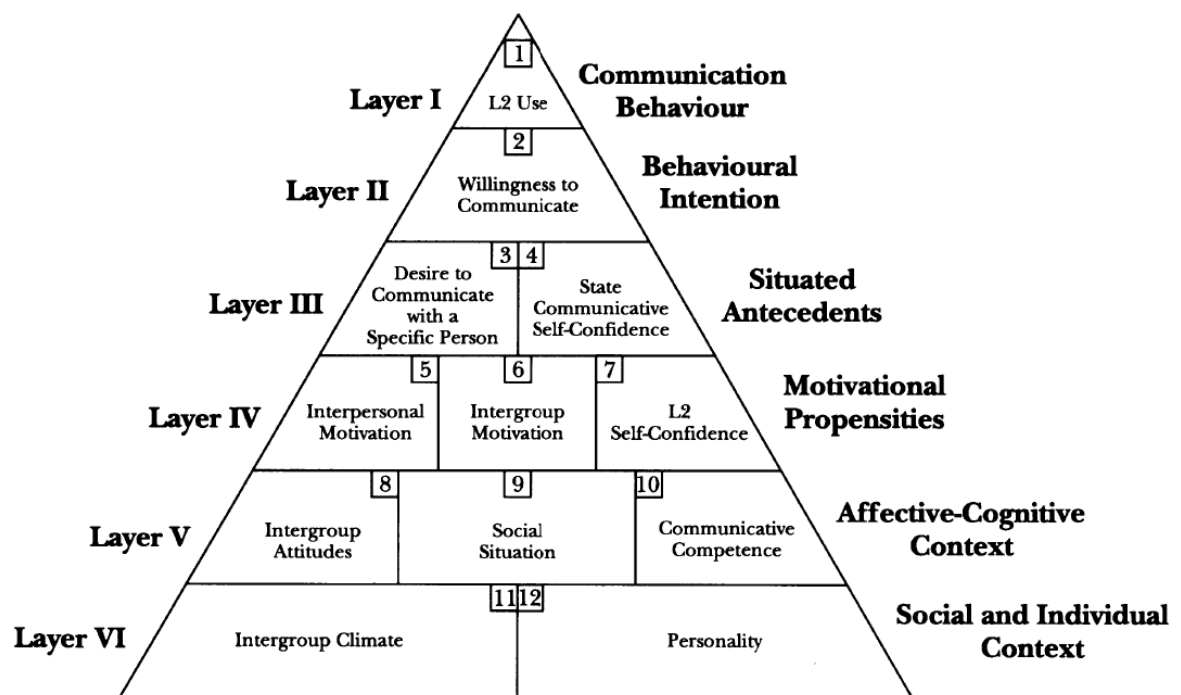 1
Communication
Behaviour
Layer I
L2 Use
2
Behavioural
Intention
Layer II
Willingness to
Communicate
3 4
Desire to
Communicate
with a
Specific Person
State
Communicative
Self-Confidence
Layer III
Situated
Antecedents
5 6 7
Layer IV
Interpersonal
Motivation
Intergroup
Motivation
L2
Self-Confidence
Motivational
Propensities
8 9 10
Layer V
Intergroup
Attitudes
Social
Situation
Communicative
Competence
Affective-Cognitive
Context
11 12
Layer VI
Intergroup Climate
Personality
Social and Individual
Context